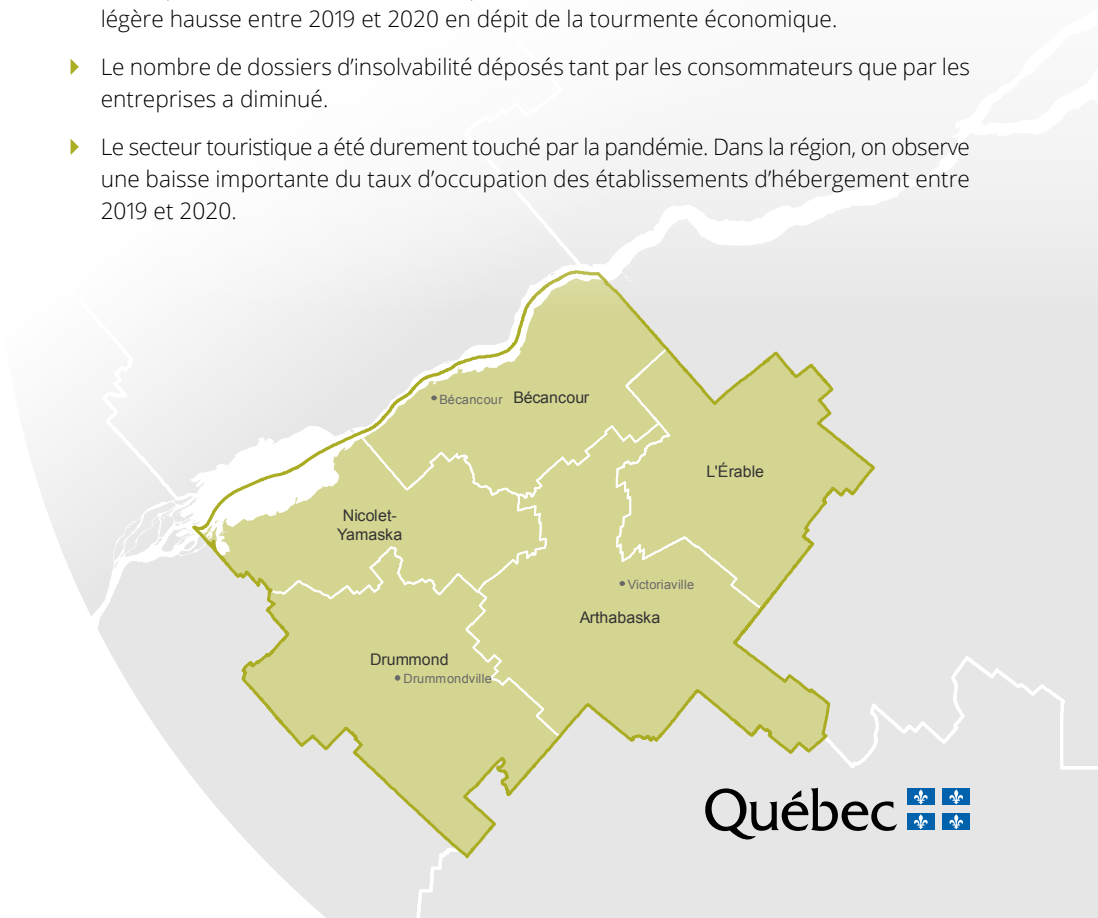 légère hausse entre 2019 et 2020 en dépit de la tourmente économique.
Le nombre de dossiers d’insolvabilité déposés tant par les consommateurs que par les
entreprises a diminué.
Le secteur touristique a été durement touché par la pandémie. Dans la région, on observe
une baisse importante du taux d’occupation des établissements d’hébergement entre
2019 et 2020.
Bécancour Bécancour
L'Érable
Nicolet-
Yamaska
Victoriaville
Arthabaska
Drummond
Drummondville
Québec